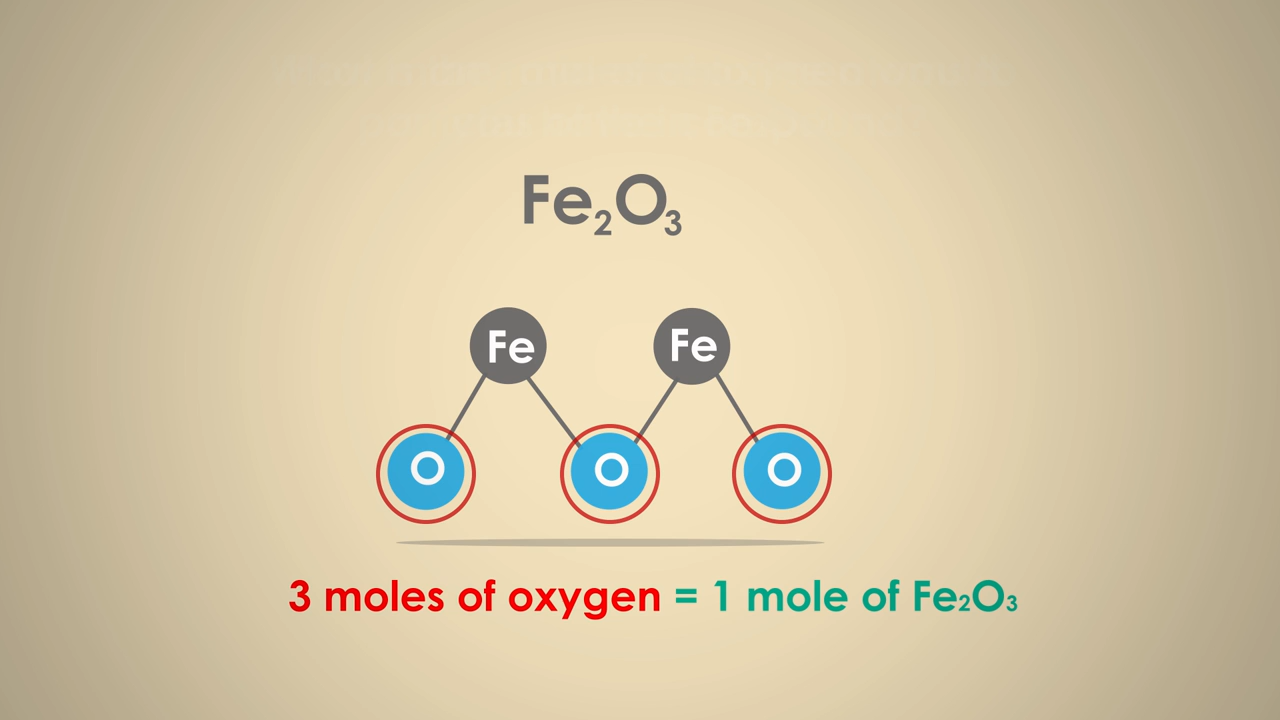 Fe₂O₃
Fe Fe
O O O
3 moles of oxygen = 1 mole of Fe₂O₃